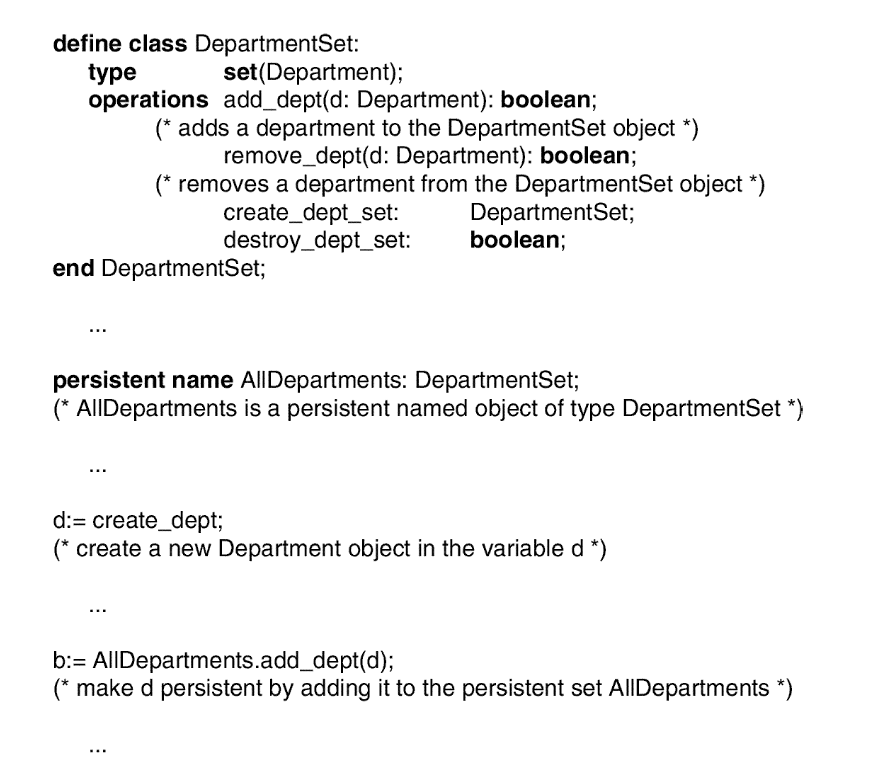 define class DepartmentSet:
type set(Department);
operations add_dept(d: Department): boolean;
(* adds a department to the DepartmentSet object *)
remove_dept(d: Department): boolean;
(* removes a department from the DepartmentSet object *)
create_dept_set: DepartmentSet;
destroy_dept_set: boolean;
end DepartmentSet;
...
persistent name AllDepartments: DepartmentSet;
(* AllDepartments is a persistent named object of type DepartmentSet *)
...
d:= create_dept;
(* create a new Department object in the variable d *)
...
b:= AllDepartments.add_dept(d);
(* make d persistent by adding it to the persistent set AllDepartments *)
...